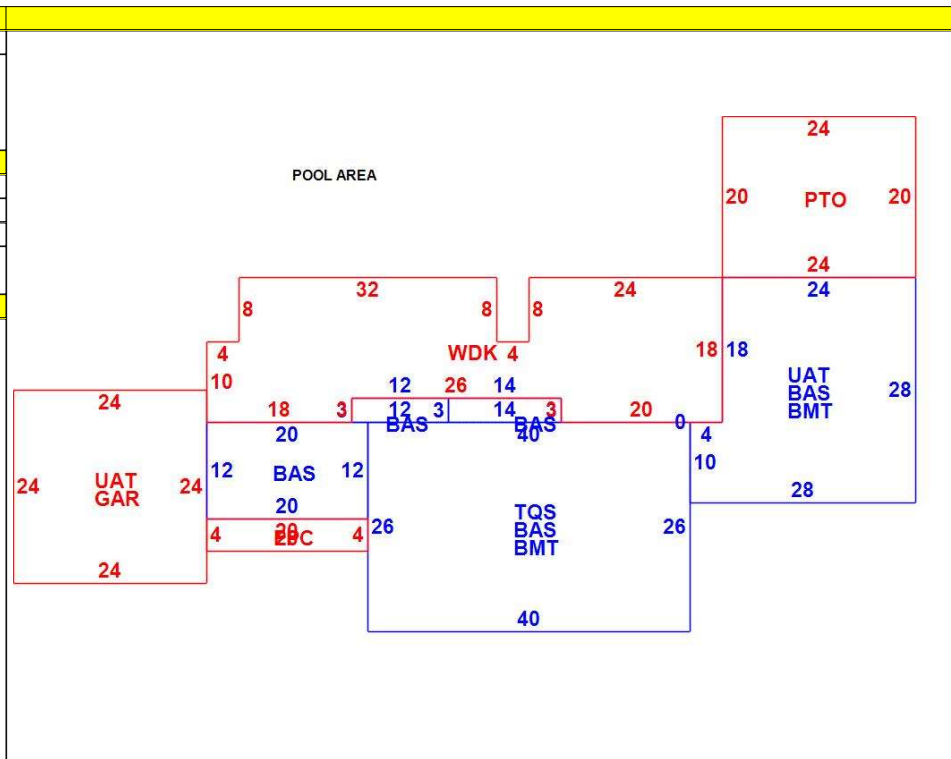 24
POOL AREA
20 PTO 20
24
32 24 24
8 8 8
WDK 4 18 18
4
10 12 26 14 UAT
BAS
BMT 28
24 18 3 12 3 14 3 20 0
BAS BAS
20 40 4
24 UAT
GAR 24 12 BAS 12 10
20 28
4 20 4 26 TQS
BAS
BMT 26
24
40